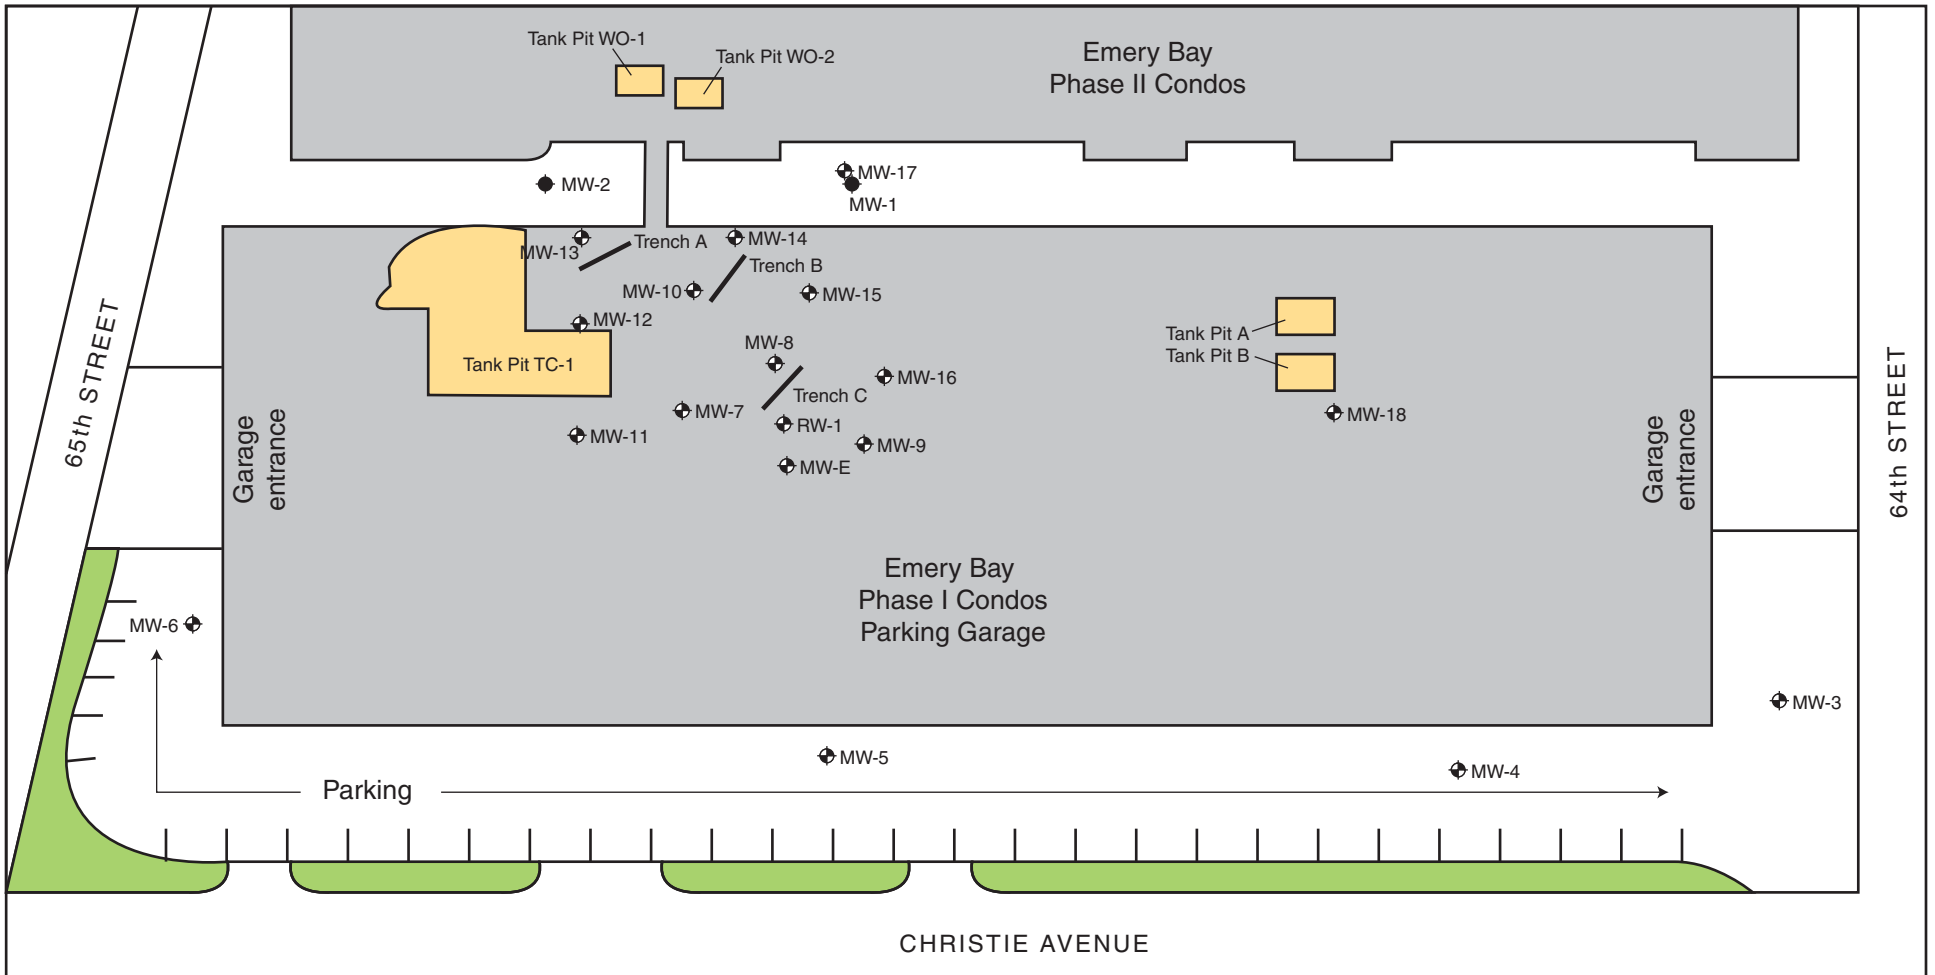 Tank Pit WO-1
Tank Pit WO-2
Emery Bay
Phase II Condos
MW-2
MW-17
MW-1
MW-13
Trench A
MW-14
Trench B
MW-10
MW-15
MW-12
Tank Pit TC-1
MW-8
MW-16
Trench C
MW-7
RW-1
MW-11
MW-9
MW-E
Tank Pit A
Tank Pit B
MW-18
65th STREET
Garage
entrance
Garage
entrance
64th STREET
Emery Bay
Phase I Condos
Parking Garage
MW-6
MW-3
MW-5
MW-4
Parking
CHRISTIE AVENUE